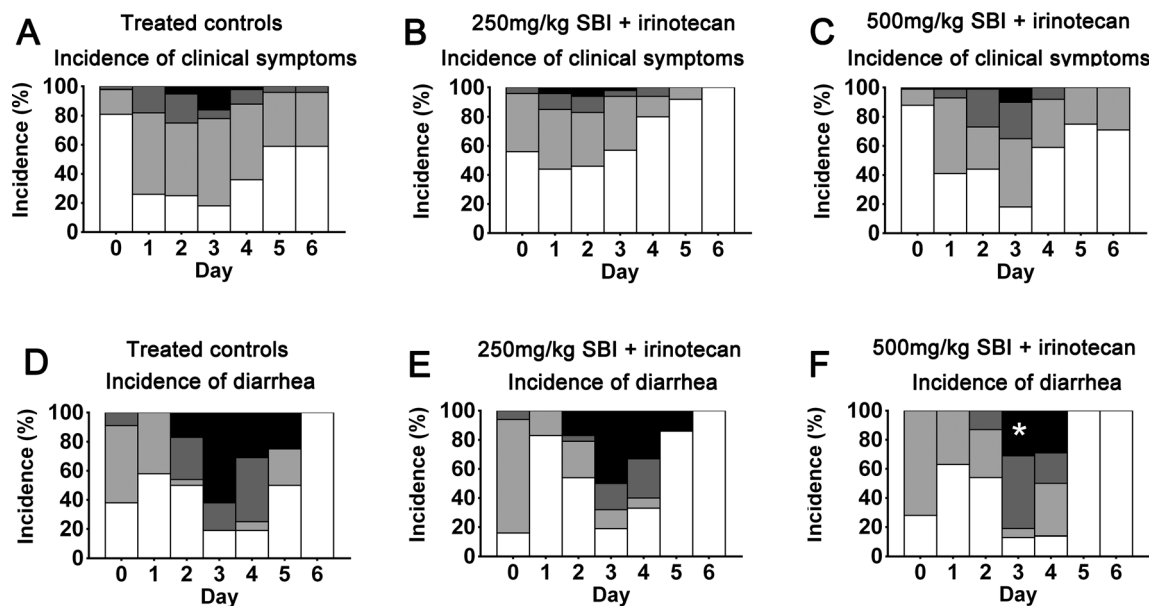 A
Treated controls
Incidence of clinical symptoms
Incidence (%)
100
80
60
40
20
0
0 1 2 3 4 5 6
Day
B
250mg/kg SBI + irinotecan
Incidence of clinical symptoms
Incidence (%)
100
80
60
40
20
0
0 1 2 3 4 5 6
Day
C
500mg/kg SBI + irinotecan
Incidence of clinical symptoms
Incidence (%)
100
80
60
40
20
0
0 1 2 3 4 5 6
Day
D
Treated controls
Incidence of diarrhea
Incidence (%)
100
80
60
40
20
0
0 1 2 3 4 5 6
Day
E
250mg/kg SBI + irinotecan
Incidence of diarrhea
Incidence (%)
100
80
60
40
20
0
0 1 2 3 4 5 6
Day
F
500mg/kg SBI + irinotecan
Incidence of diarrhea
Incidence (%)
100
80
60
40
20
0
*
0 1 2 3 4 5 6
Day